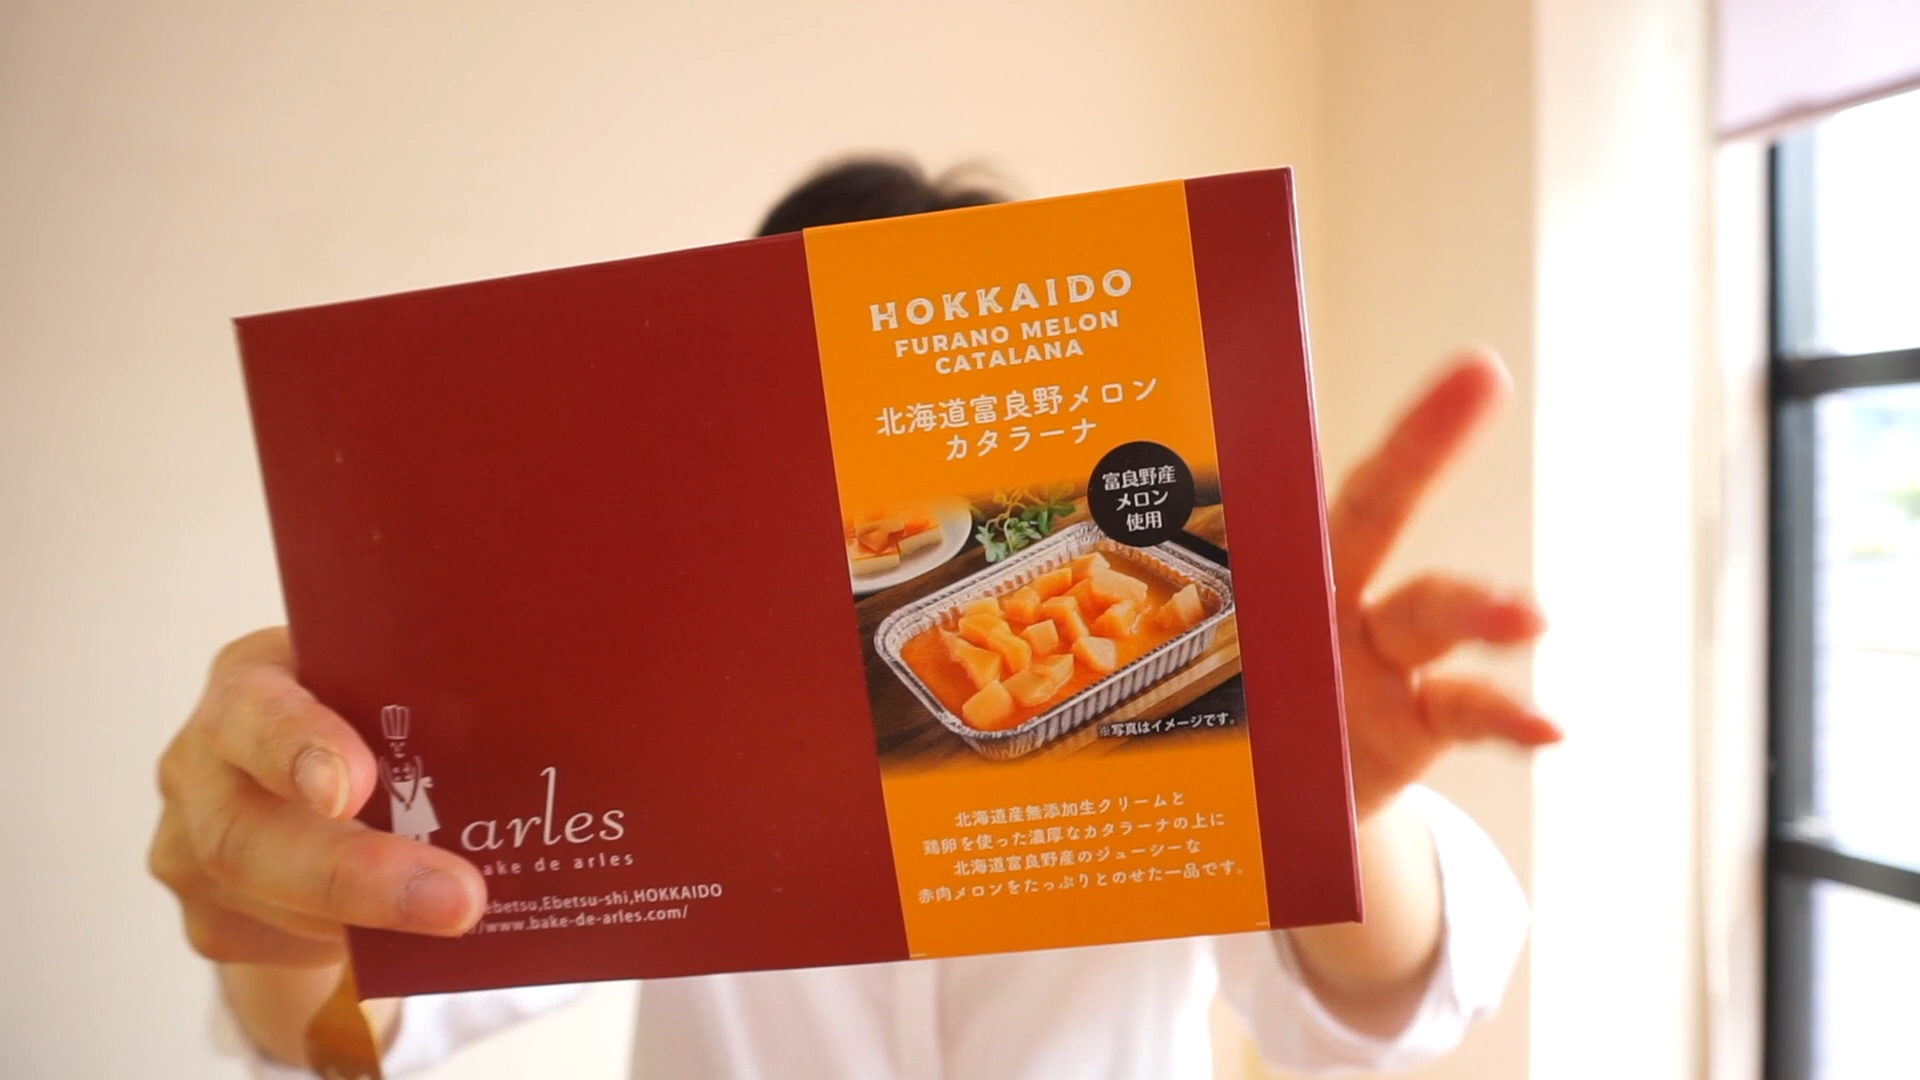 HOKKAIDO
FURANO MELON
CATALANA
北海道富良野メロン
カタラーナ
富良野産
メロン
使用
※写真はイメージです。
北海道産無添加生クリームと
鶏卵を使った濃厚なカタラーナの上に
北海道富良野産のジューシーな
赤肉メロンをたっぷりとのせた一品です。
arles
ake de arles
ebetsu,Ebetsu-shi,HOKKAIDO
/www.bake-de-arles.com/